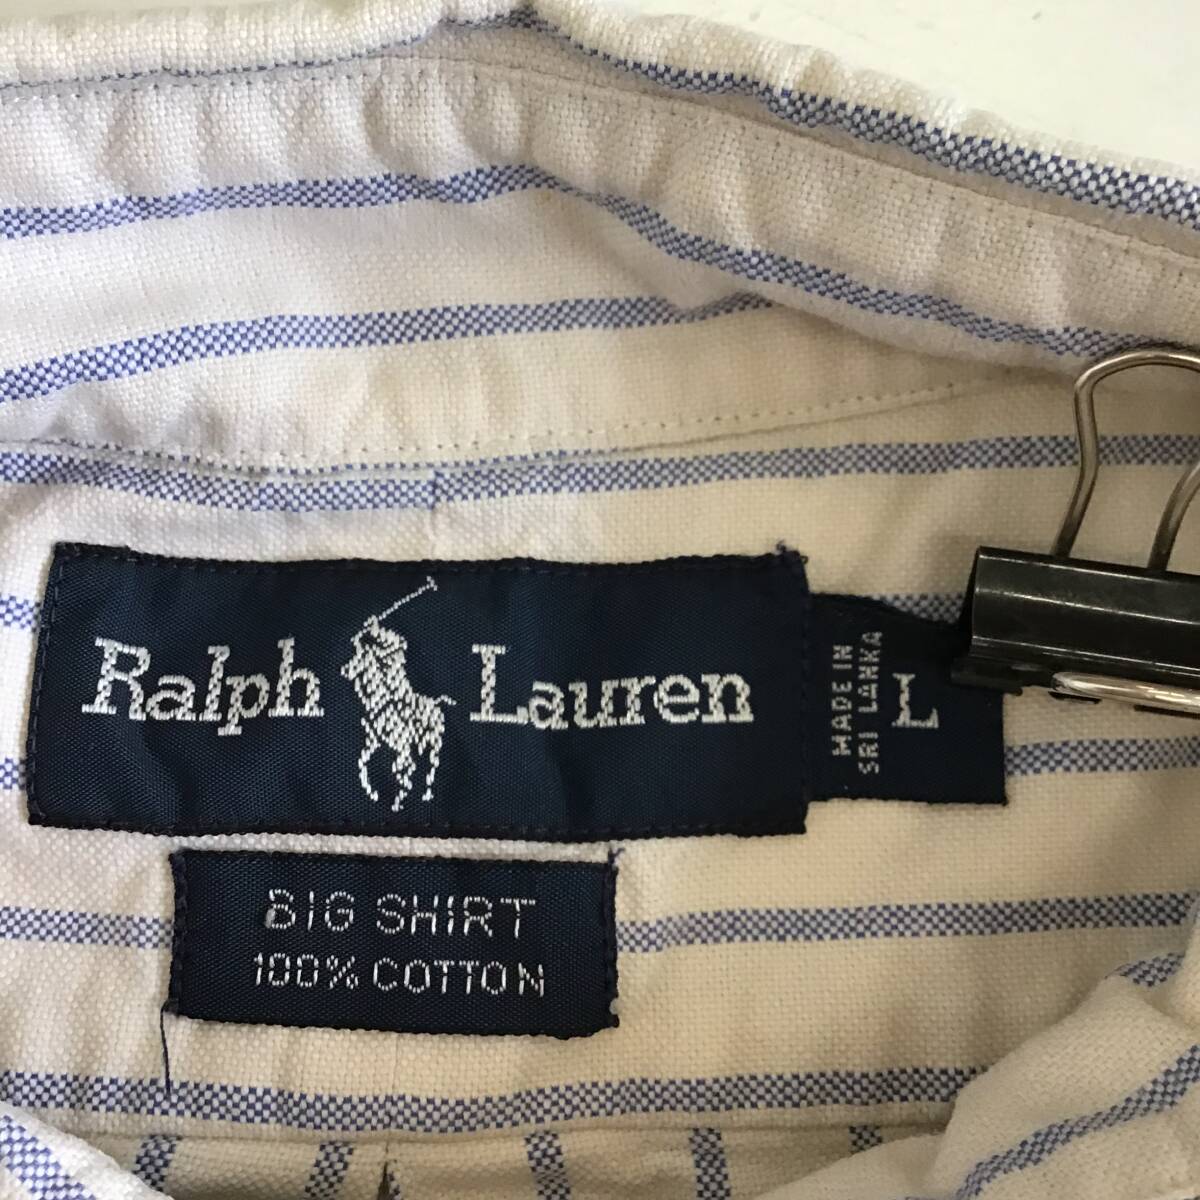 Ralph Lauren
MADE IN
SRI LANKA
L
BIG SHIRT
100% COTTON